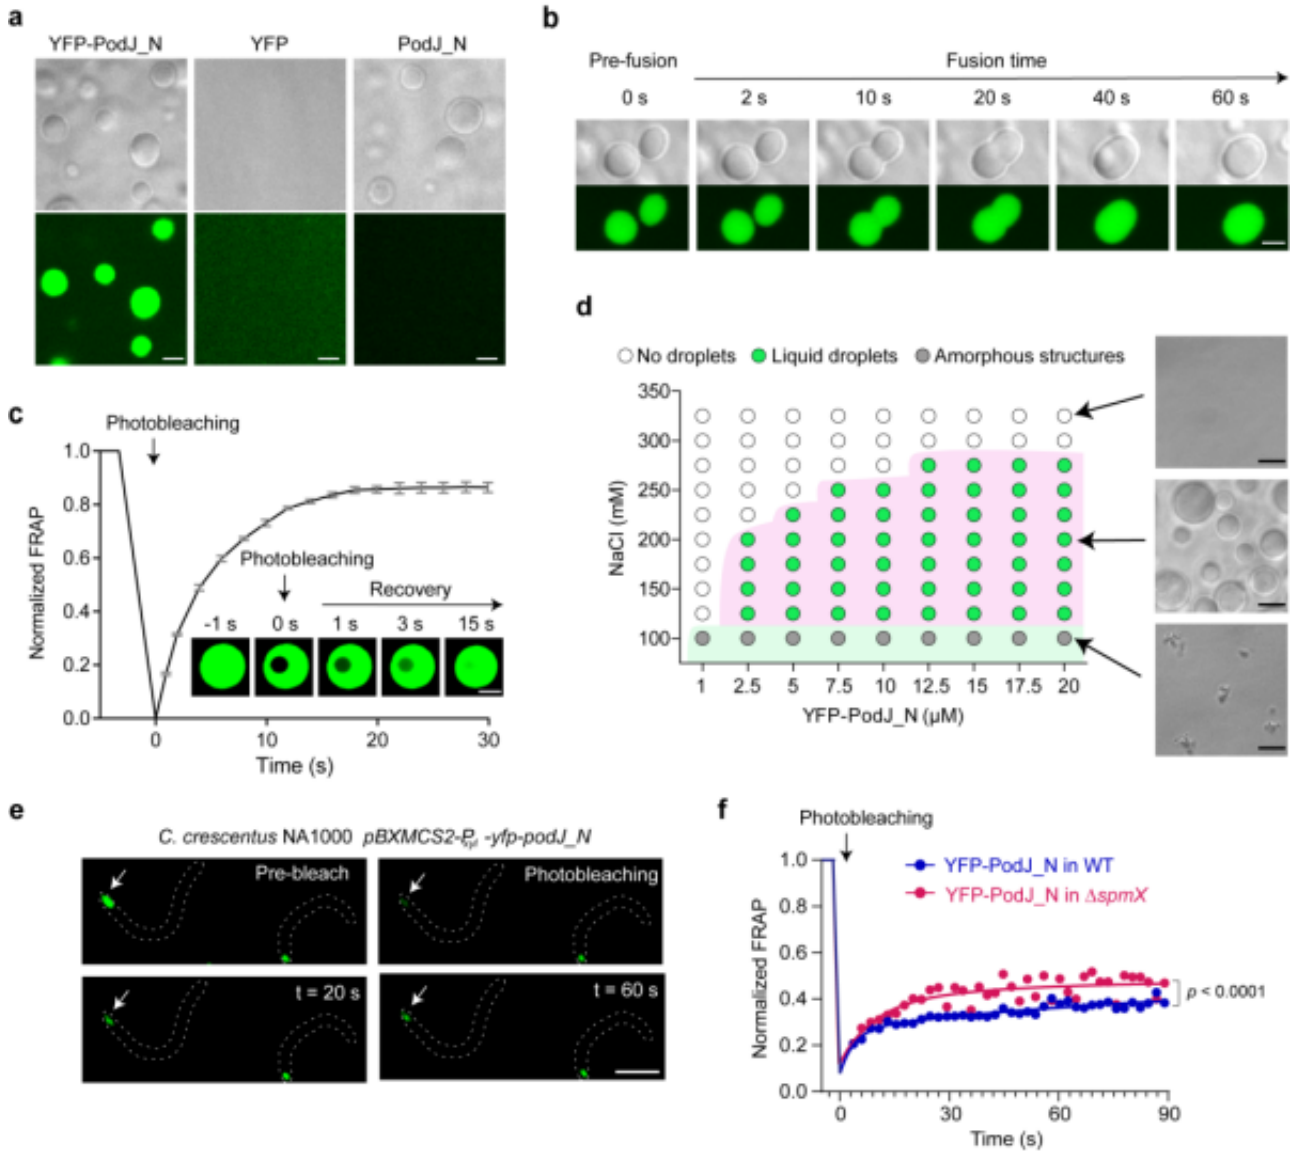 a
YFP-PodJ_N YFP PodJ_N
b
Pre-fusion Fusion time
0 s 2 s 10 s 20 s 40 s 60 s
c
Photobleaching
Normalized FRAP
1.0
0.8
0.6
0.4
0.2
0.0
Photobleaching
Recovery
-1 s 0 s 1 s 3 s 15 s
0 10 20 30
Time (s)
d
No droplets Liquid droplets Amorphous structures
NaCl (mM)
350
300
250
200
150
100
1 2.5 5 7.5 10 12.5 15 17.5 20
YFP-PodJ_N (µM)
e
C. crescentus NA1000 pBXMCS2-Pxyl -yfp-podJ_N
Pre-bleach Photobleaching
t = 20 s t = 60 s
f
Photobleaching
YFP-PodJ_N in WT
YFP-PodJ_N in ΔspmX
Normalized FRAP
1.0
0.8
0.6
0.4
0.2
0.0
p < 0.0001
0 30 60 90
Time (s)